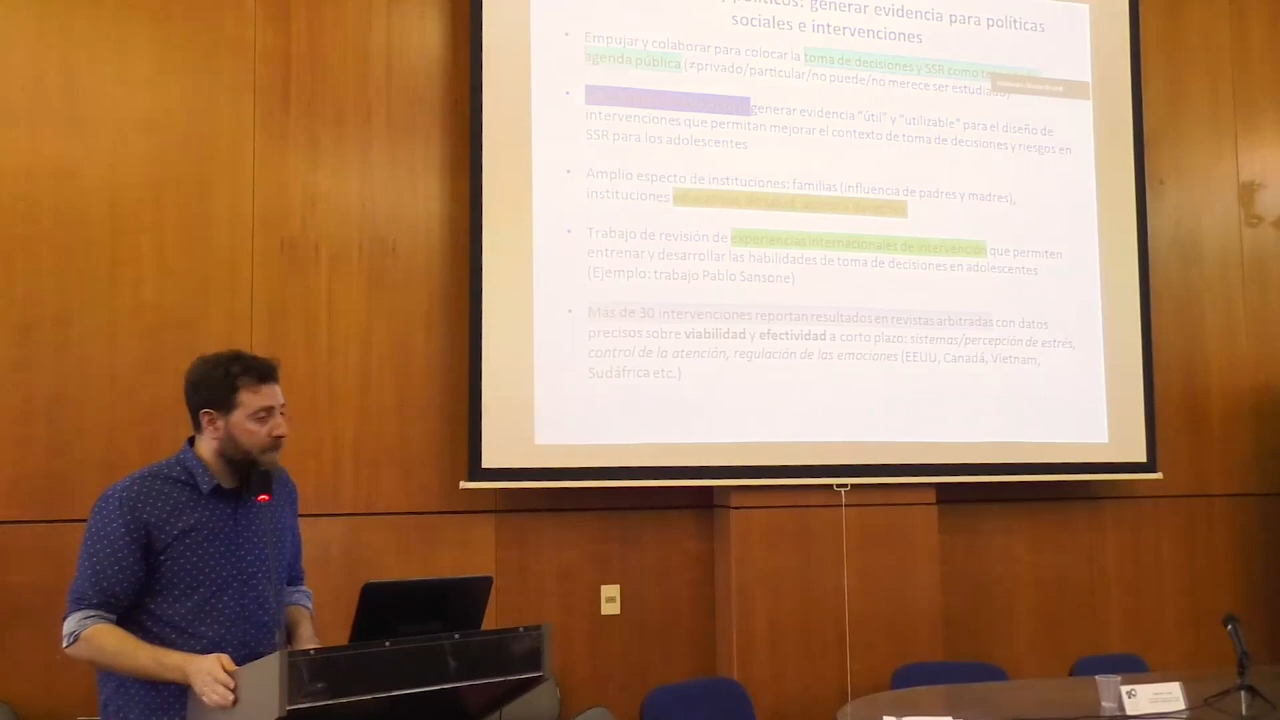 políticos: generar evidencia para políticas
sociales e intervenciones
• Empujar y colaborar para colocar la toma de decisiones y SSR como
agenda pública (≠privado/particular/no puede/no merece ser estudiado)
• generar evidencia "útil" y "utilizable" para el diseño de
intervenciones que permitan mejorar el contexto de toma de decisiones y riesgos en
SSR para los adolescentes
• Amplio espectro de instituciones: familias (influencia de padres y madres),
instituciones
• Trabajo de revisión de experiencias internacionales de intervención que permiten
entrenar y desarrollar las habilidades de toma de decisiones en adolescentes
(Ejemplo: trabajo Pablo Sansone)
• Más de 30 intervenciones reportan resultados en revistas arbitradas con datos
precisos sobre viabilidad y efectividad a corto plazo: sistemas/percepción de estrés,
control de la atención, regulación de las emociones (EEUU, Canadá, Vietnam,
Sudáfrica etc.)